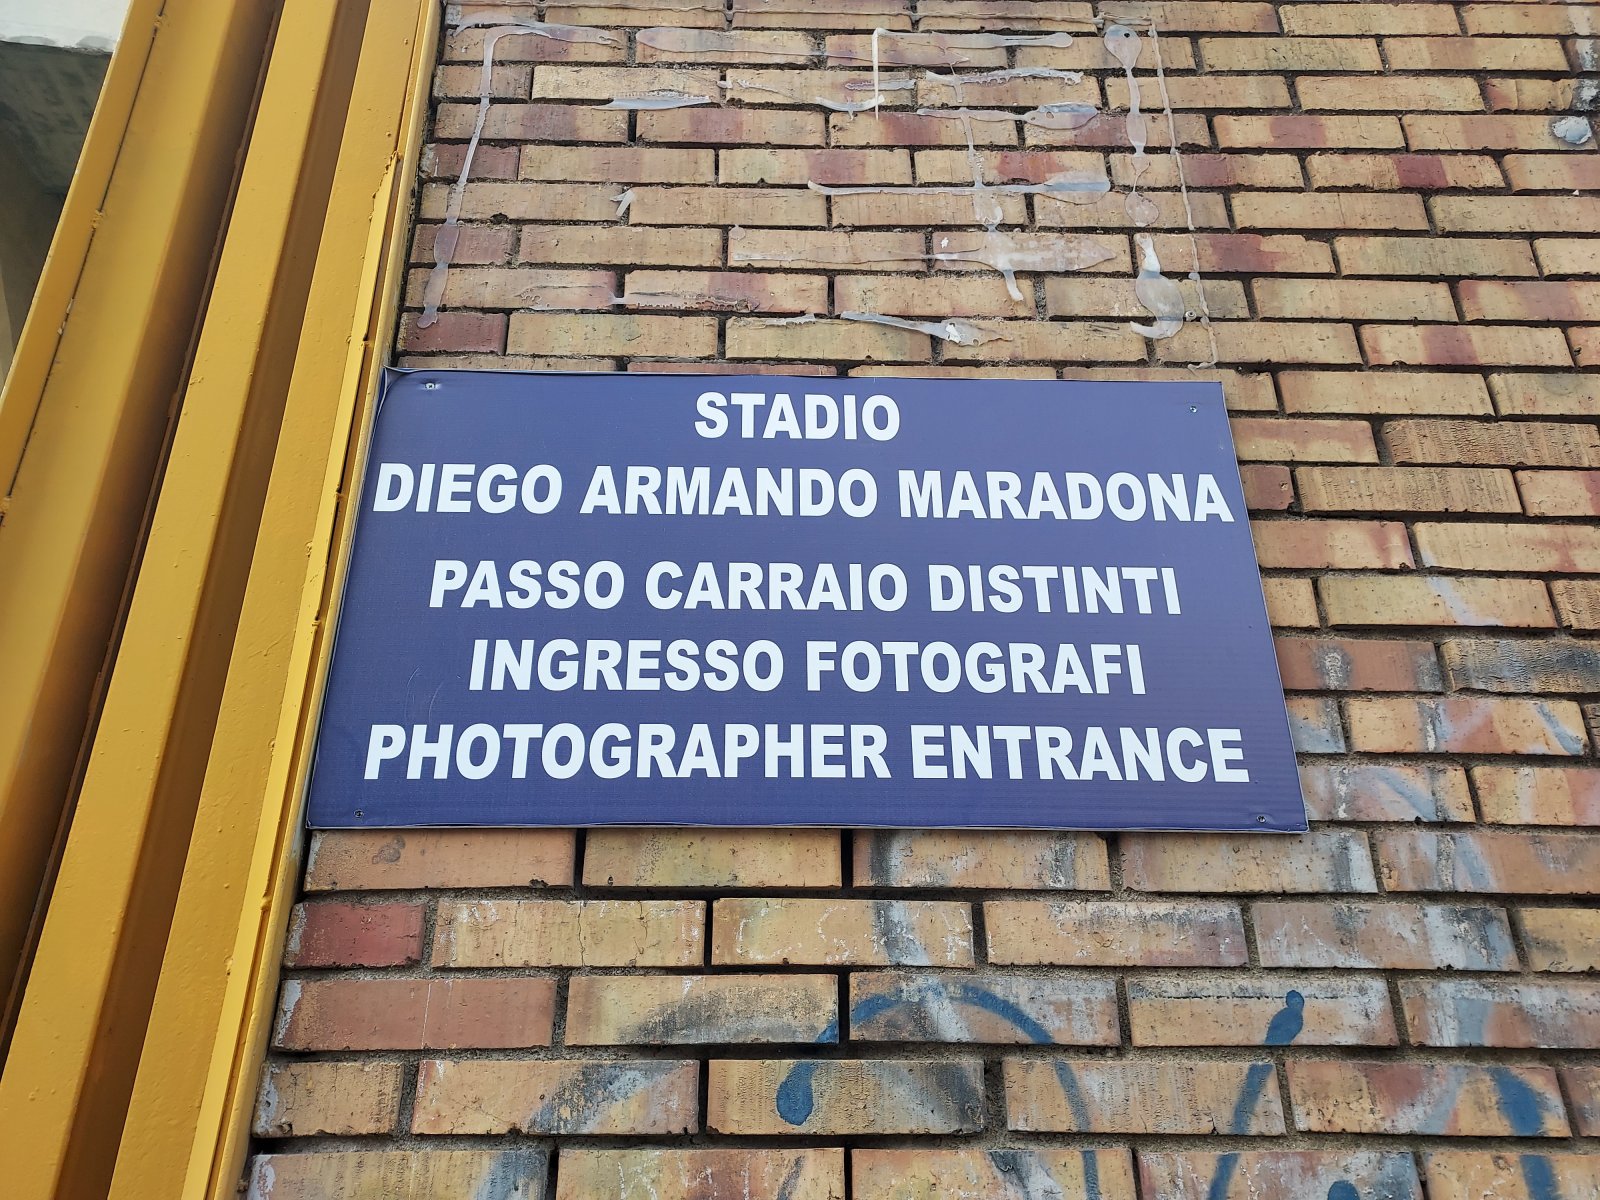 STADIO
DIEGO ARMANDO MARADONA
PASSO CARRAIO DISTINTI
INGRESSO FOTOGRAFI
PHOTOGRAPHER ENTRANCE